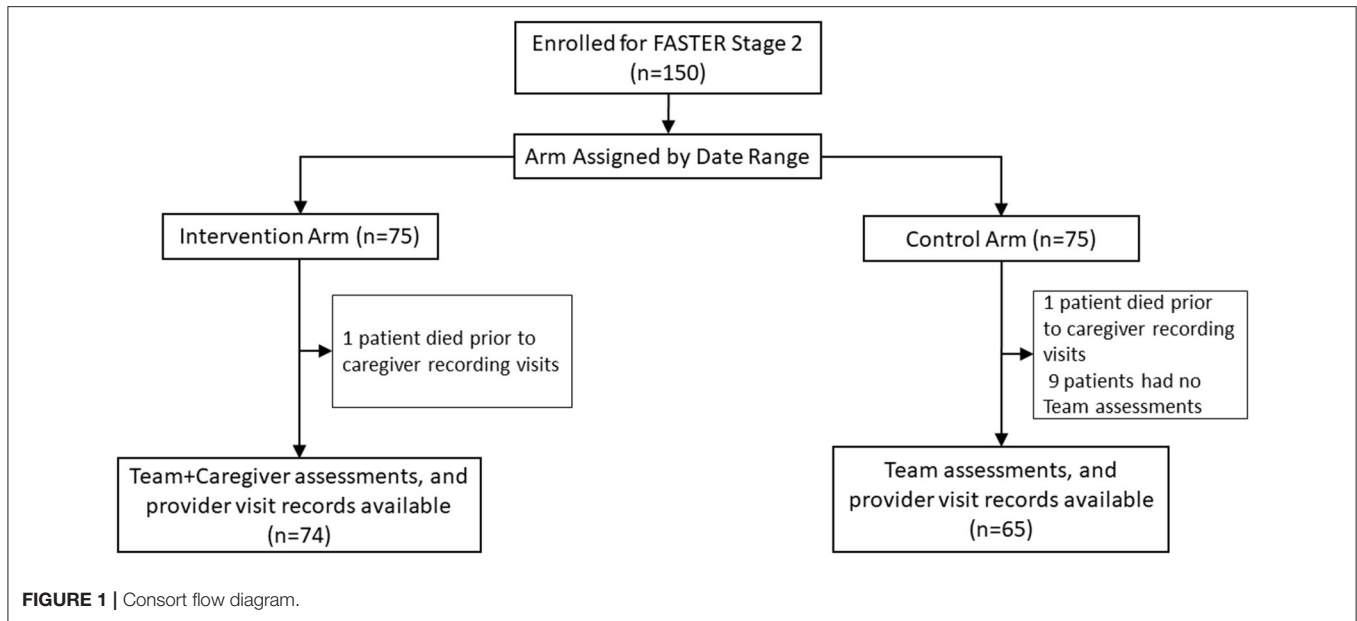 Enrolled for FASTER Stage 2
(n=150)
Arm Assigned by Date Range
Intervention Arm (n=75)
Control Arm (n=75)
1 patient died prior to
caregiver recording visits
1 patient died prior
to caregiver recording
visits
9 patients had no
Team assessments
Team+Caregiver assessments, and
provider visit records available
(n=74)
Team assessments, and
provider visit records available
(n=65)
FIGURE 1 | Consort flow diagram.